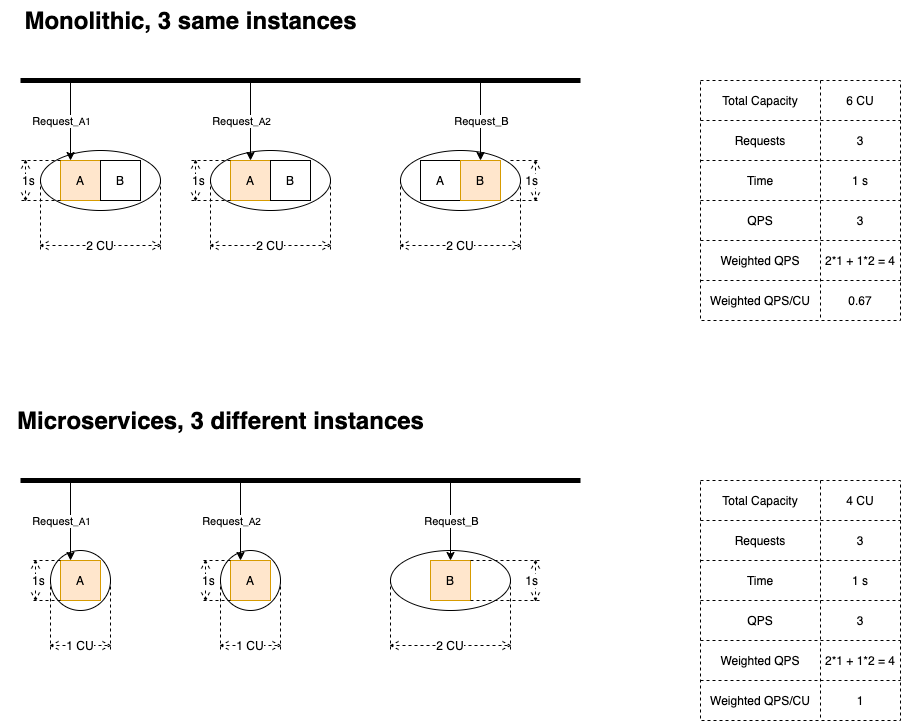 Monolithic, 3 same instances
Request_A1
Request_A2
Request_B
1s
A
B
1s
A
B
A
B
1s
2 CU
2 CU
2 CU
Total Capacity 6 CU
Requests 3
Time 1 s
QPS 3
Weighted QPS 2*1 + 1*2 = 4
Weighted QPS/CU 0.67
Microservices, 3 different instances
Request_A1
Request_A2
Request_B
1s
A
1s
A
B
1s
1 CU
1 CU
2 CU
Total Capacity 4 CU
Requests 3
Time 1 s
QPS 3
Weighted QPS 2*1 + 1*2 = 4
Weighted QPS/CU 1